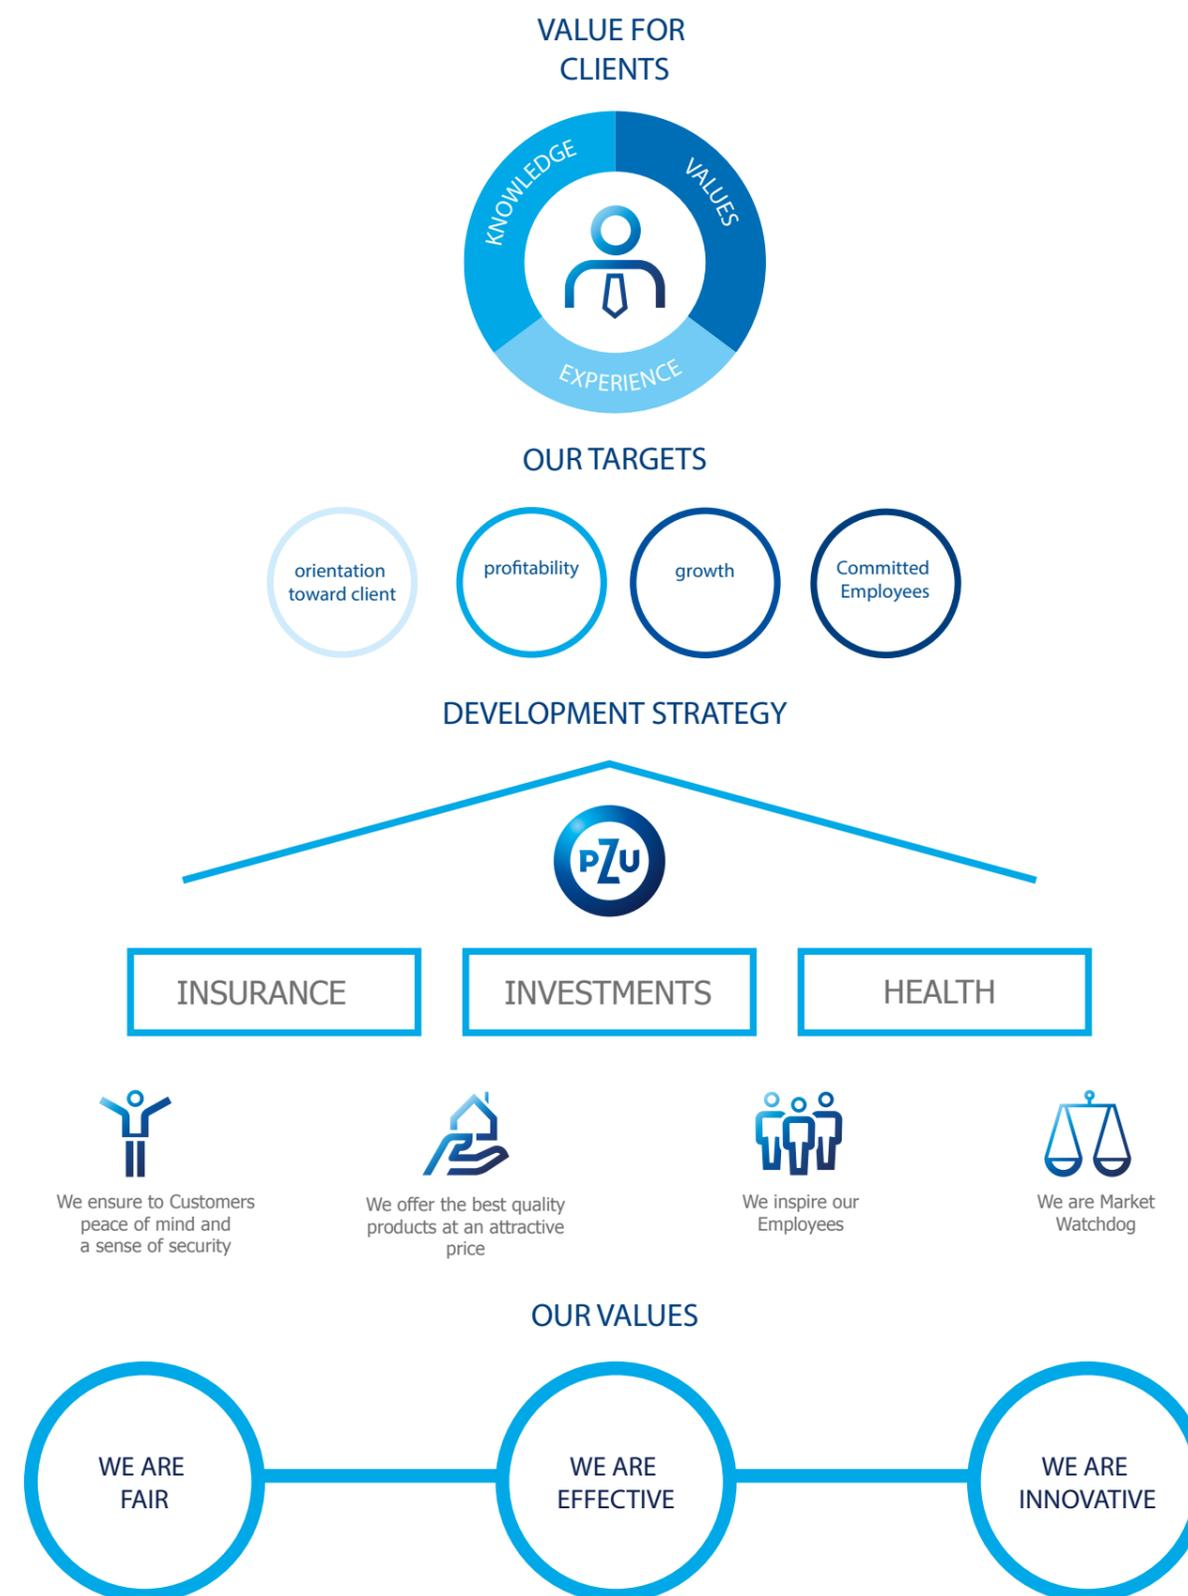 VALUE FOR
CLIENTS
KNOWLEDGE
VALUES
EXPERIENCE
OUR TARGETS
orientation
toward client
profitability
growth
Committed
Employees
DEVELOPMENT STRATEGY
PZU
INSURANCE
INVESTMENTS
HEALTH
We ensure to Customers
peace of mind and
a sense of security
We offer the best quality
products at an attractive
price
We inspire our
Employees
We are Market
Watchdog
OUR VALUES
WE ARE
FAIR
WE ARE
EFFECTIVE
WE ARE
INNOVATIVE